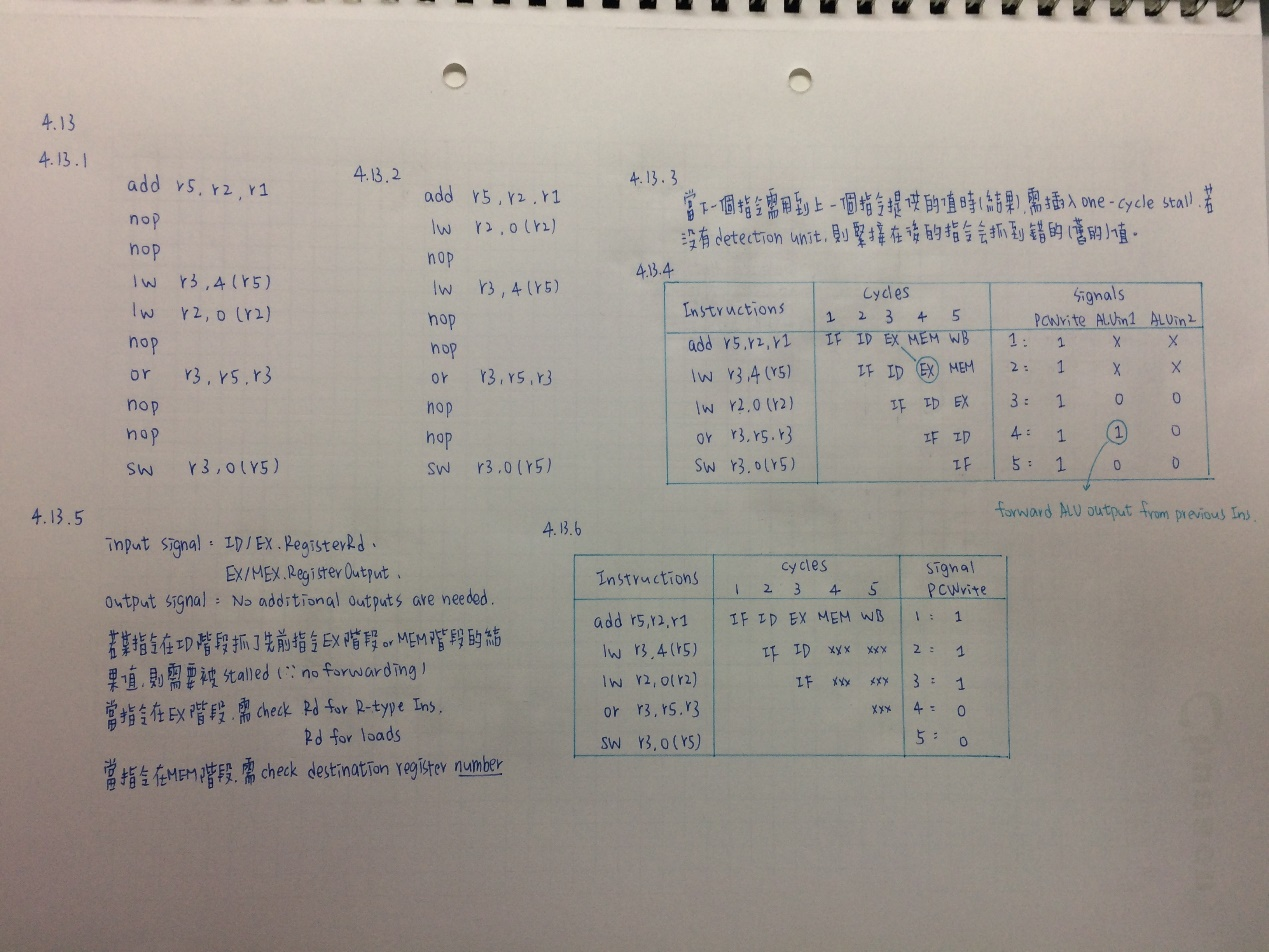 4.13
4.13.1
add r5, r2, r1
nop
nop
lw r3, 4(r5)
lw r2, 0(r2)
nop
or r3, r5, r3
nop
nop
sw r3, 0(r5)
4.13.2
add r5, r2, r1
lw r2, 0(r2)
nop
lw r3, 4(r5)
nop
nop
or r3, r5, r3
nop
nop
sw r3, 0(r5)
4.13.3
當下一個指令需用到上一個指令提供的值時(結果), 需插入one-cycle stall. 若
沒有detection unit, 則緊接在後的指令会抓到錯的(舊的)值。
4.13.4
Instructions Cycles Signals
1 2 3 4 5 PCWrite ALUin1 ALUin2
add r5, r2, r1 IF ID EX MEM WB 1: 1 X X
lw r3, 4(r5) IF ID EX MEM 2: 1 X X
lw r2, 0(r2) IF ID EX 3: 1 0 0
or r3, r5, r3 IF ID 4: 1 1 0
sw r3, 0(r5) IF 5: 1 0 0
forward ALU output from previous Ins.
4.13.5
input signal: ID/EX.RegisterRd.
EX/MEX.RegisterOutput.
output signal: No additional outputs are needed.
若某指令在ID階段抓了先前指令EX階段or MEM階段的結
果值, 則需要被stalled (∵ no forwarding)
當指令在EX階段, 需check Rd for R-type Ins.
Rd for loads
當指令在MEM階段, 需check destination register number
4.13.6
Instructions cycles signal
1 2 3 4 5 PCWrite
add r5, r2, r1 IF ID EX MEM WB 1: 1
lw r3, 4(r5) IF ID xxx xxx 2: 1
lw r2, 0(r2) IF xxx xxx 3: 1
or r3, r5, r3 xxx 4: 0
sw r3, 0(r5) 5: 0